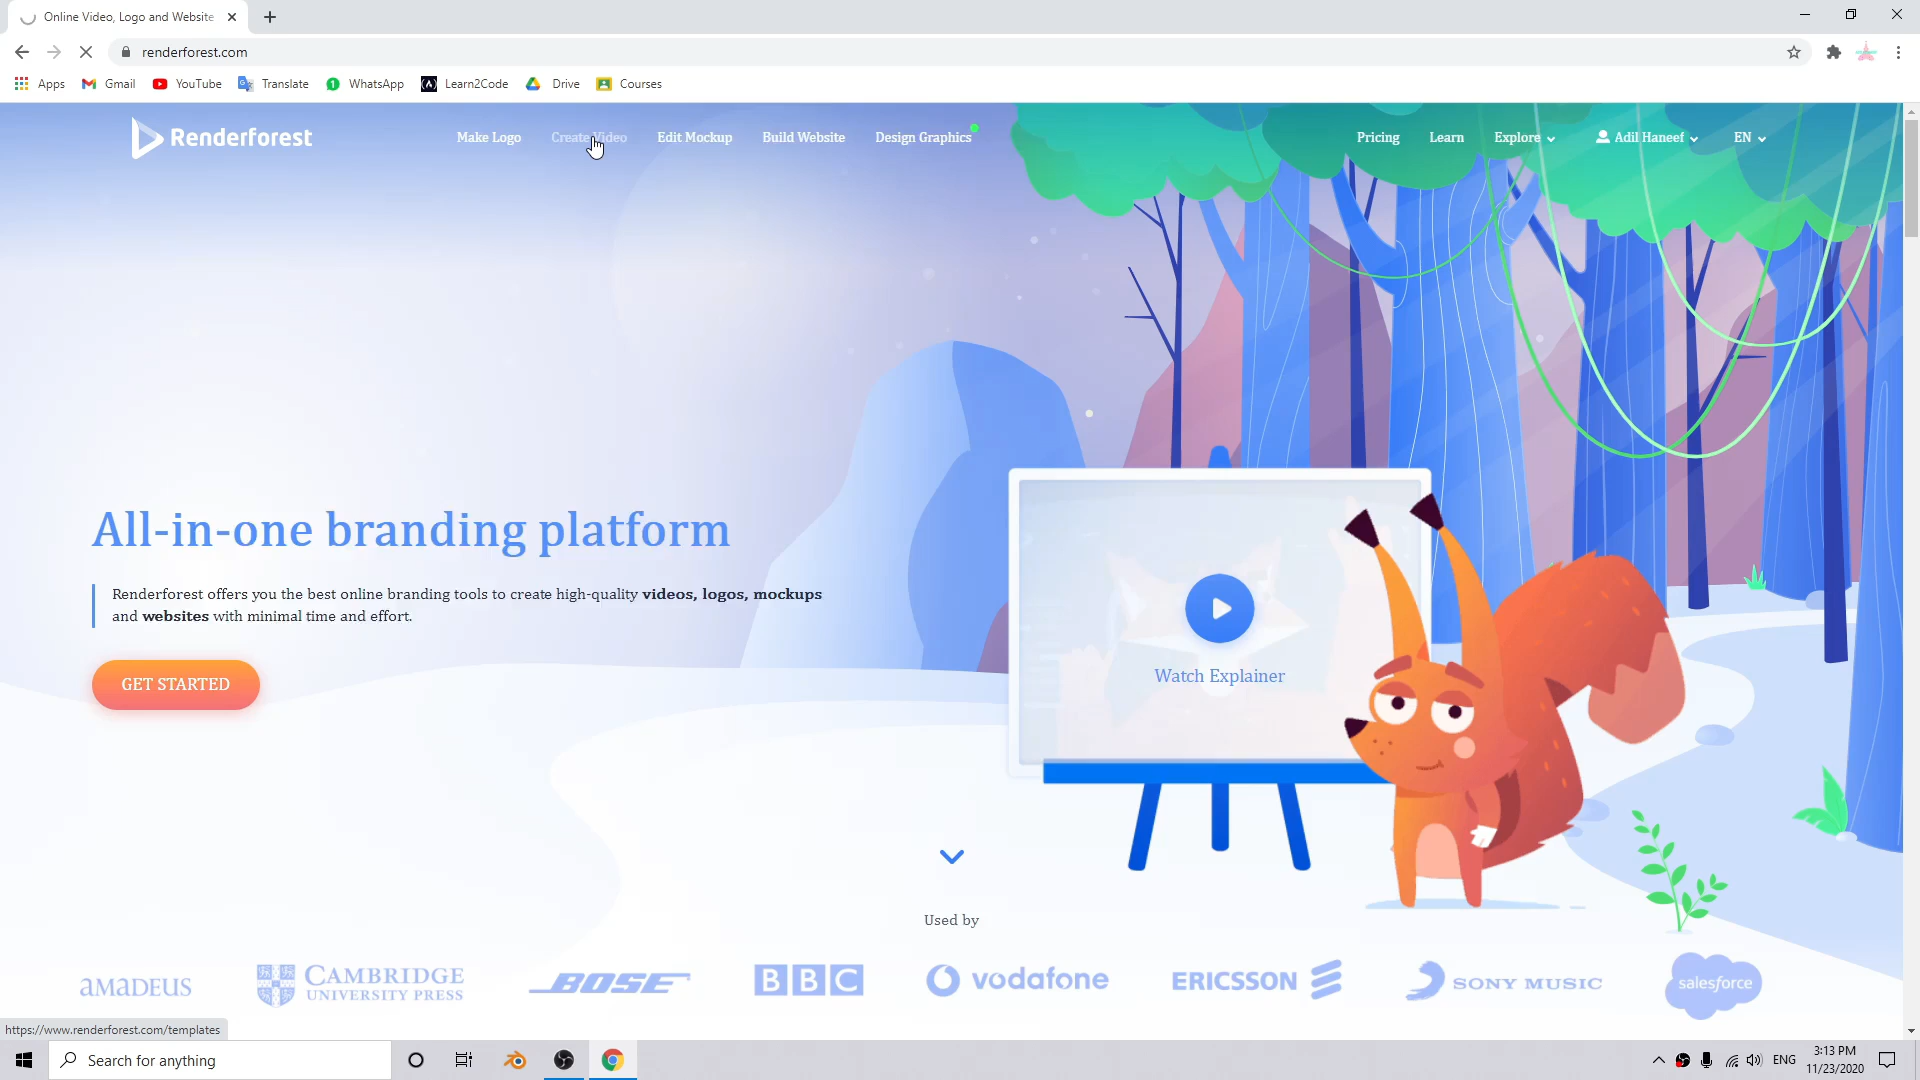 Online Video, Logo and Website
renderforest.com
Apps
Gmail
YouTube
Translate
1
WhatsApp
Learn2Code
Drive
Courses
Renderforest
Make Logo
Create Video
Edit Mockup
Build Website
Design Graphics
Pricing
Learn
Explore
Adil Haneef
EN
All-in-one branding platform
Renderforest offers you the best online branding tools to create high-quality videos, logos, mockups
and websites with minimal time and effort.
GET STARTED
Watch Explainer
Used by
amadeus
CAMBRIDGE
UNIVERSITY PRESS
BOSE
BBC
vodafone
ERICSSON
SONY MUSIC
salesforce
https://www.renderforest.com/templates
Search for anything
ENG
3:13 PM
11/23/2020